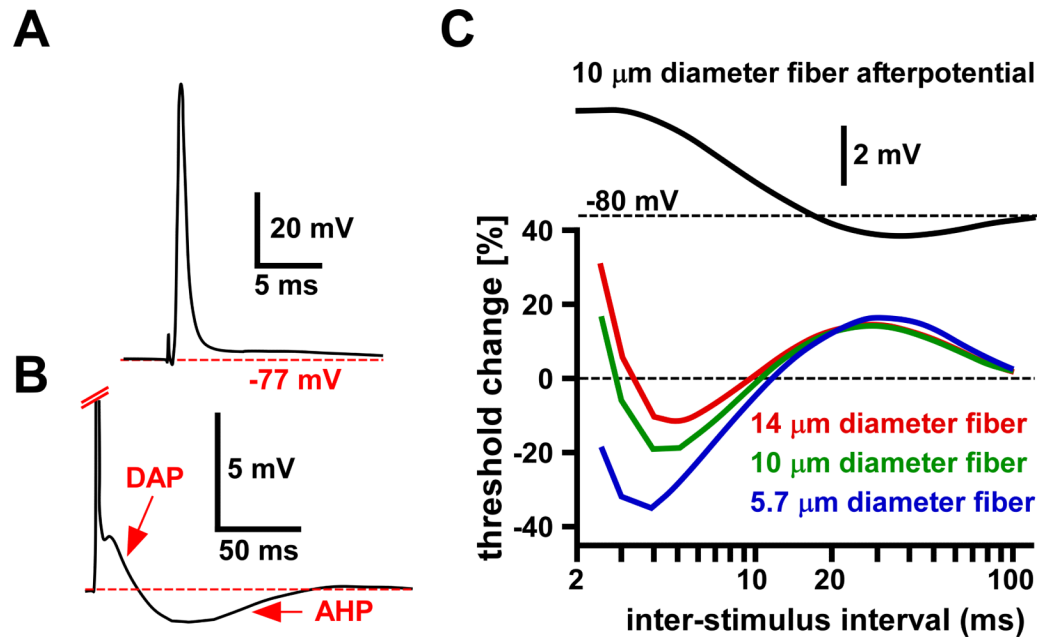 A
20 mV
5 ms
-77 mV
B
DAP
5 mV
50 ms
AHP
C
10 μm diameter fiber afterpotential
2 mV
-80 mV
threshold change [%]
40
20
0
-20
-40
14 μm diameter fiber
10 μm diameter fiber
5.7 μm diameter fiber
2 10 20 100
inter-stimulus interval (ms)